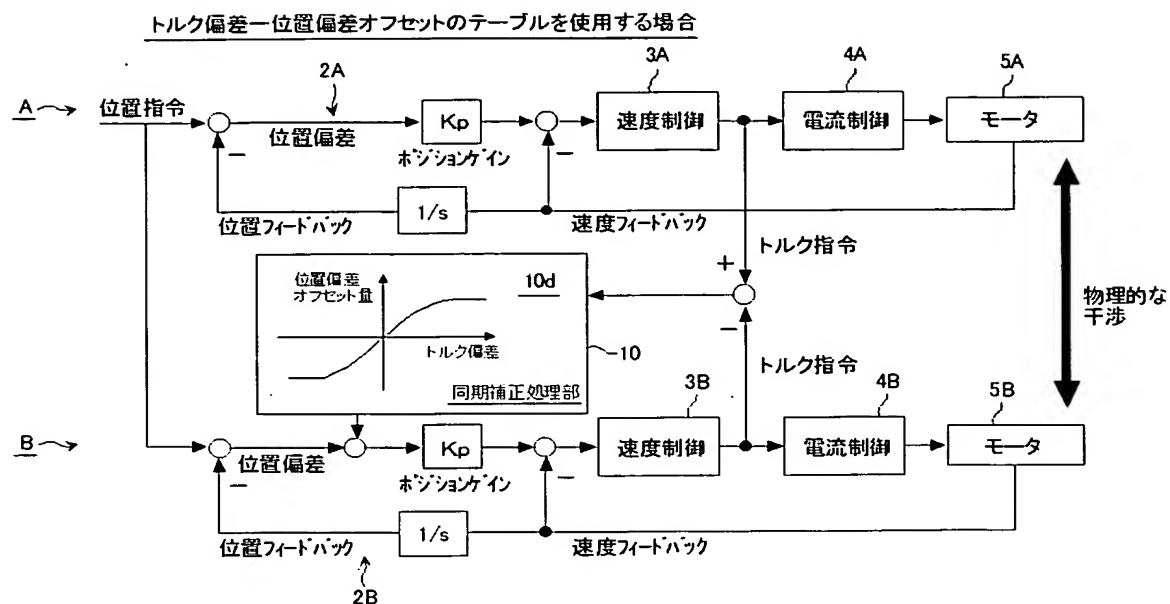 トルク偏差ー位置偏差オフセットのテーブルを使用する場合
A
位置指令
2A
位置偏差
Kp
ポジションゲイン
3A
速度制御
4A
電流制御
5A
モータ
−
−
位置フィードバック
1/s
速度フィードバック
トルク指令
+
−
物理的な
干渉
位置偏差
オフセット量
10d
トルク偏差
同期補正処理部
10
トルク指令
B
位置偏差
Kp
ポジションゲイン
3B
速度制御
4B
電流制御
5B
モータ
−
−
位置フィードバック
1/s
速度フィードバック
2B